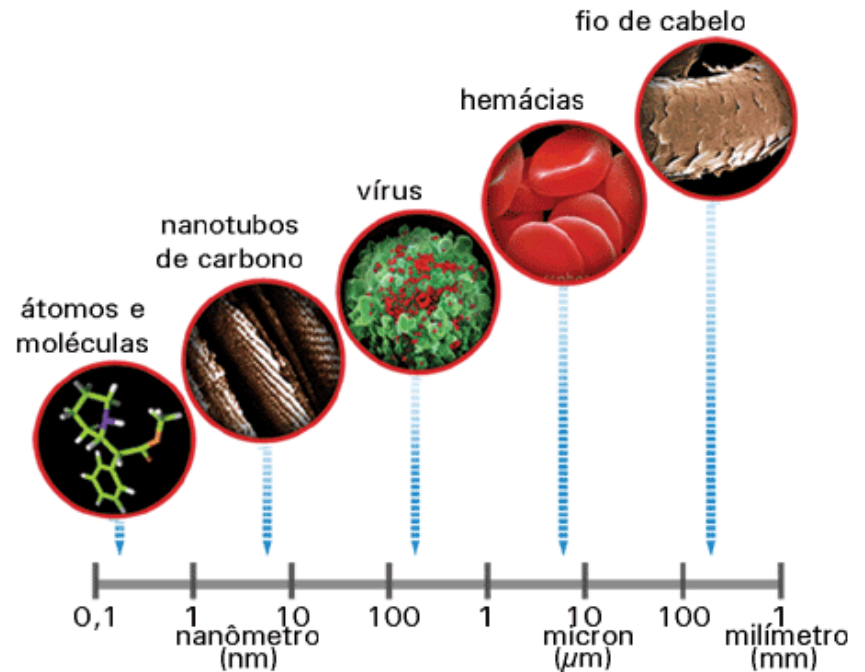 fio de cabelo
hemácias
vírus
nanotubos
de carbono
átomos e
moléculas
0,1 1 10 100 1 10 100 1
nanômetro
(nm)
mícron
(µm)
milímetro
(mm)